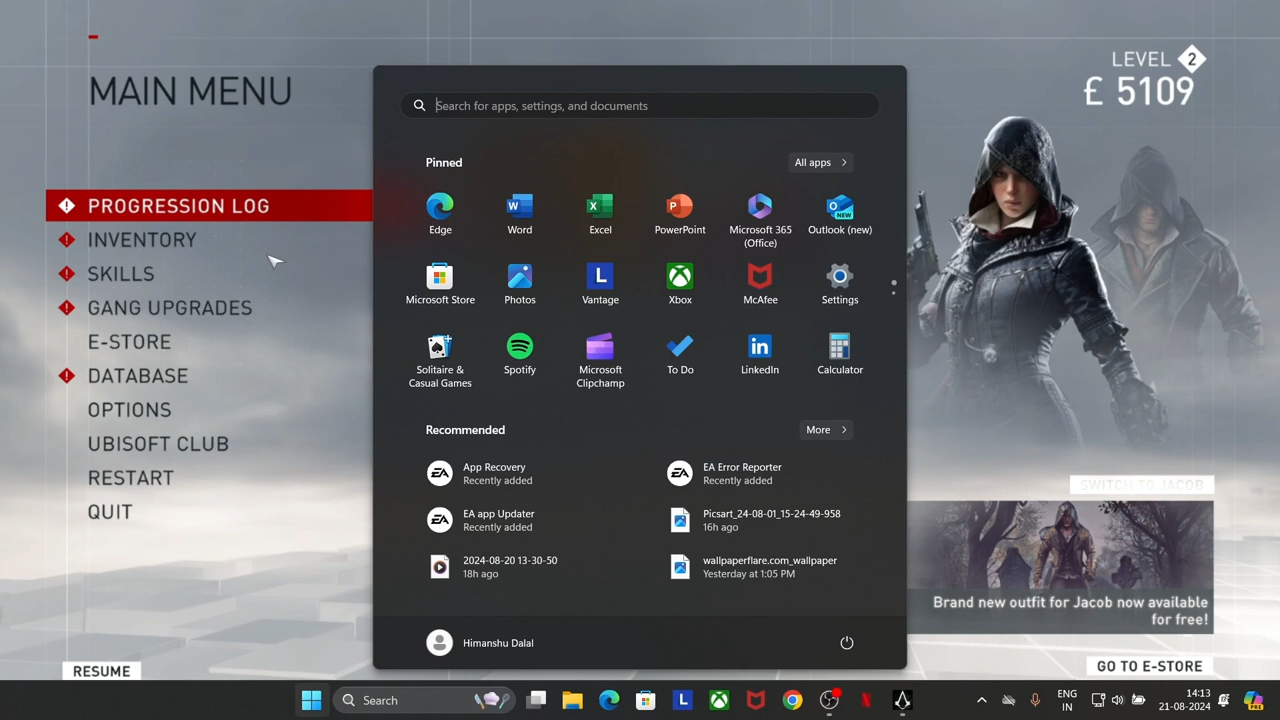 MAIN MENU
LEVEL 2
£ 5109
PROGRESSION LOG
INVENTORY
SKILLS
GANG UPGRADES
E-STORE
DATABASE
OPTIONS
UBISOFT CLUB
RESTART
QUIT
RESUME
Search for apps, settings, and documents
Pinned
All apps
Edge
Word
Excel
PowerPoint
Microsoft 365
(Office)
Outlook (new)
Microsoft Store
Photos
Vantage
Xbox
McAfee
Settings
Solitaire &
Casual Games
Spotify
Microsoft
Clipchamp
To Do
LinkedIn
Calculator
Recommended
More
App Recovery
Recently added
EA Error Reporter
Recently added
EA app Updater
Recently added
Picsart_24-08-01_15-24-49-958
16h ago
2024-08-20 13-30-50
18h ago
wallpaperflare.com_wallpaper
Yesterday at 1:05 PM
Himanshu Dalal
SWITCH TO JACOB
Brand new outfit for Jacob now available
for free!
GO TO E-STORE
Search
ENG
IN
14:13
21-08-2024